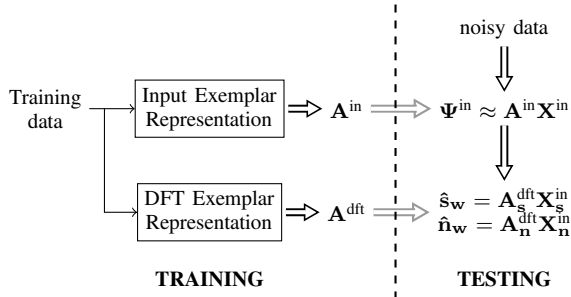 noisy data
Training
data
Input Exemplar
Representation
A^in
Ψ^in ≈ A^in X^in
DFT Exemplar
Representation
A^dft
ŝ_w = A_s^dft X_s^in
n̂_w = A_n^dft X_n^in
TRAINING
TESTING